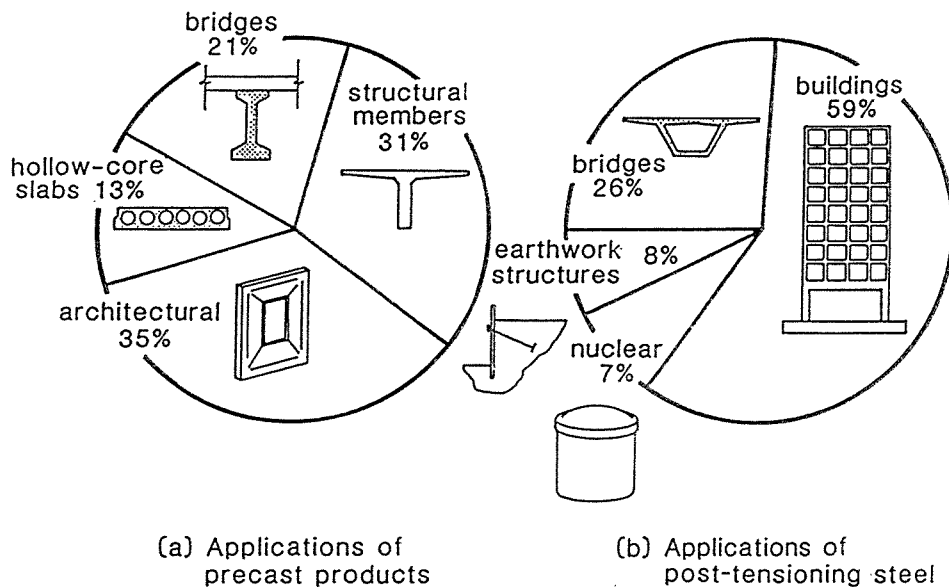 bridges
21%
structural
members
31%
hollow-core
slabs 13%
architectural
35%
buildings
59%
bridges
26%
earthwork
structures
8%
nuclear
7%
(a) Applications of
precast products
(b) Applications of
post-tensioning steel